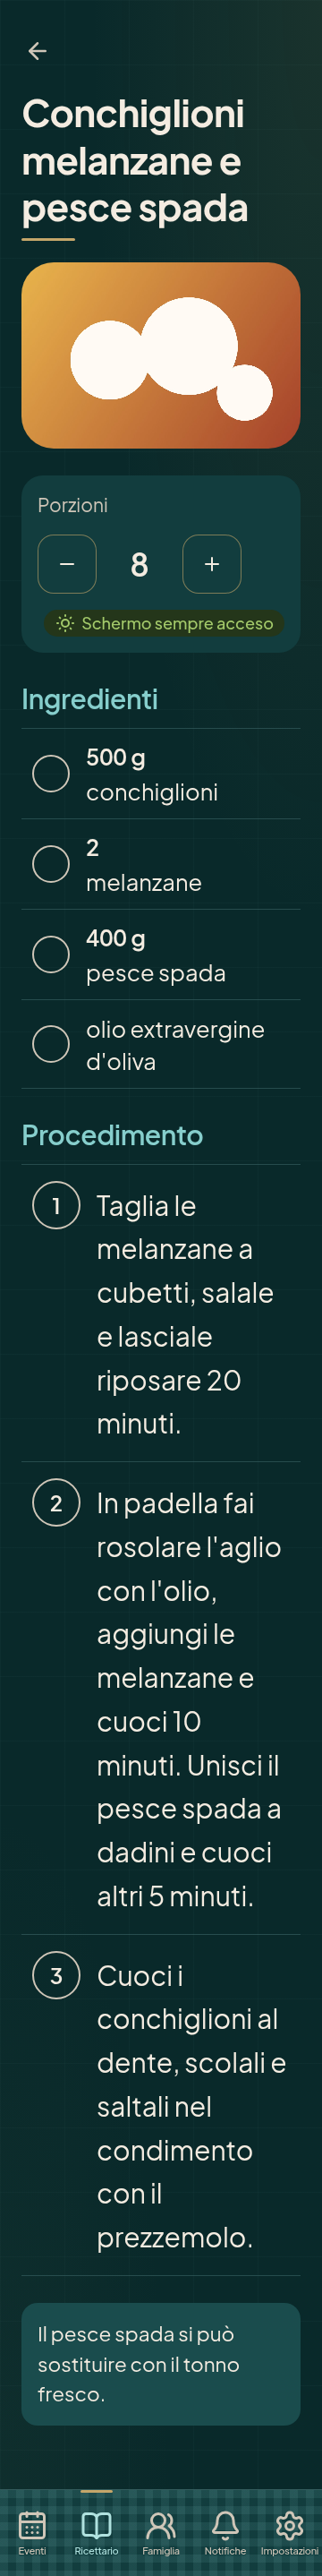 Conchiglioni
melanzane e
pesce spada
Porzioni
8
Schermo sempre acceso
Ingredienti
500 g
conchiglioni
2
melanzane
400 g
pesce spada
olio extravergine
d'oliva
Procedimento
1
Taglia le
melanzane a
cubetti, salale
e lasciale
riposare 20
minuti.
2
In padella fai
rosolare l'aglio
con l'olio,
aggiungi le
melanzane e
cuoci 10
minuti. Unisci il
pesce spada a
dadini e cuoci
altri 5 minuti.
3
Cuoci i
conchiglioni al
dente, scolali e
saltali nel
condimento
con il
prezzemolo.
Il pesce spada si può
sostituire con il tonno
fresco.
Eventi
Ricettario
Famiglia
Notifiche
Impostazioni